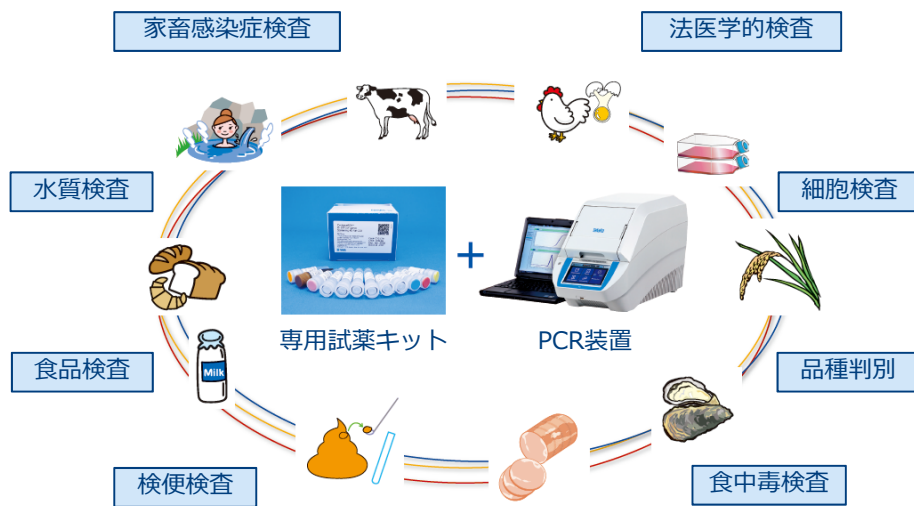 家畜感染症検査
法医学的検査
水質検査
細胞検査
専用試薬キット
+
PCR装置
食品検査
Milk
品種判別
検便検査
食中毒検査